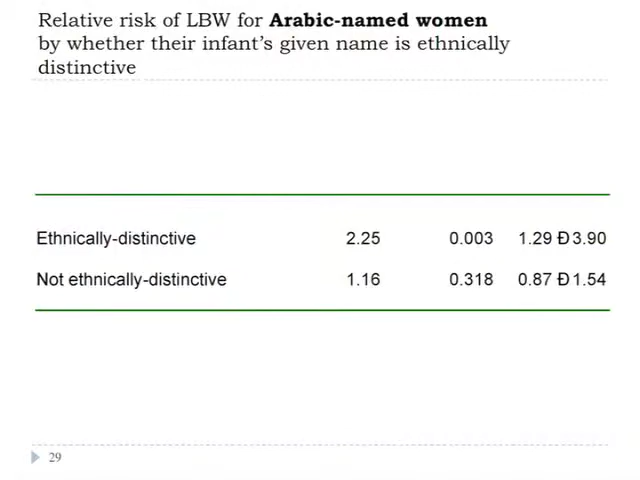 Relative risk of LBW for Arabic-named women
by whether their infant's given name is ethnically
distinctive
Ethnically-distinctive 2.25 0.003 1.29 Ð 3.90
Not ethnically-distinctive 1.16 0.318 0.87 Ð 1.54
29